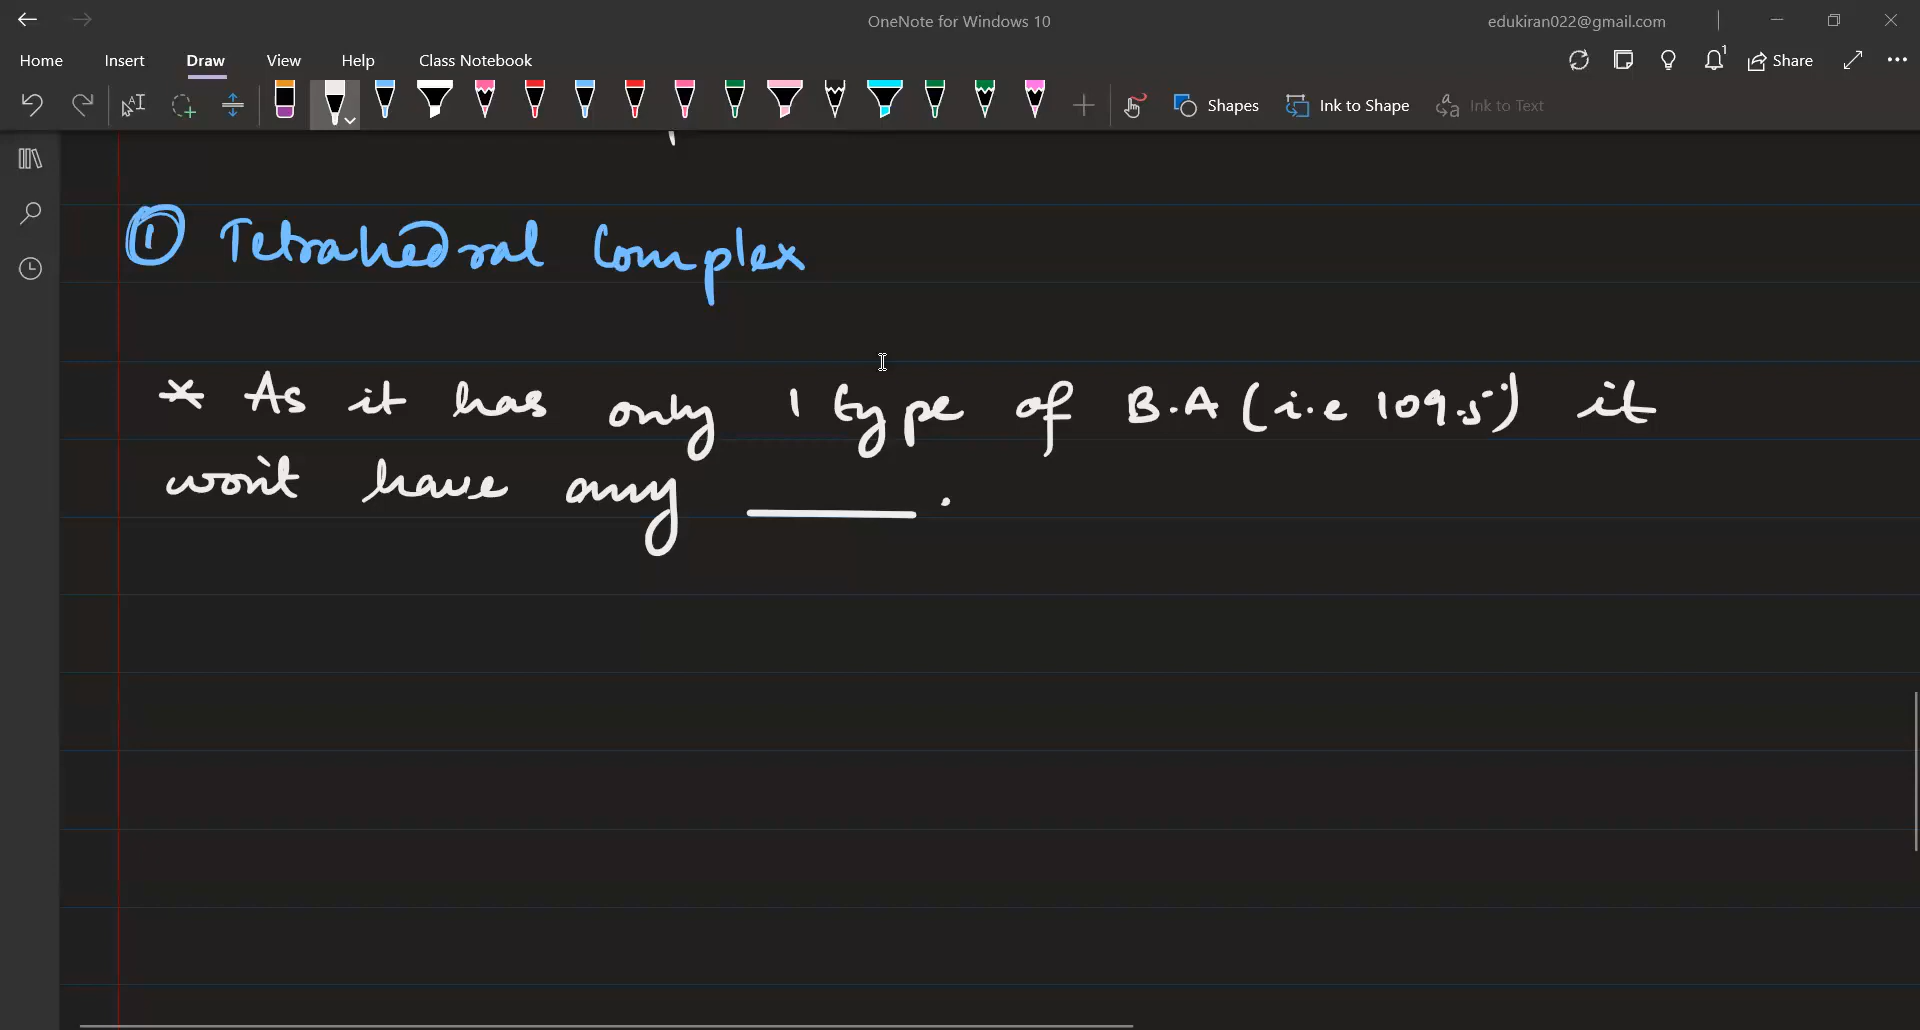 OneNote for Windows 10
edukiran022@gmail.com
Home Insert Draw View Help Class Notebook
1
Share
Shapes
Ink to Shape
Ink to Text
① Tetrahedral Complex
* As it has only 1 type of B.A (i.e 109.5°) it
won't have any ______ .